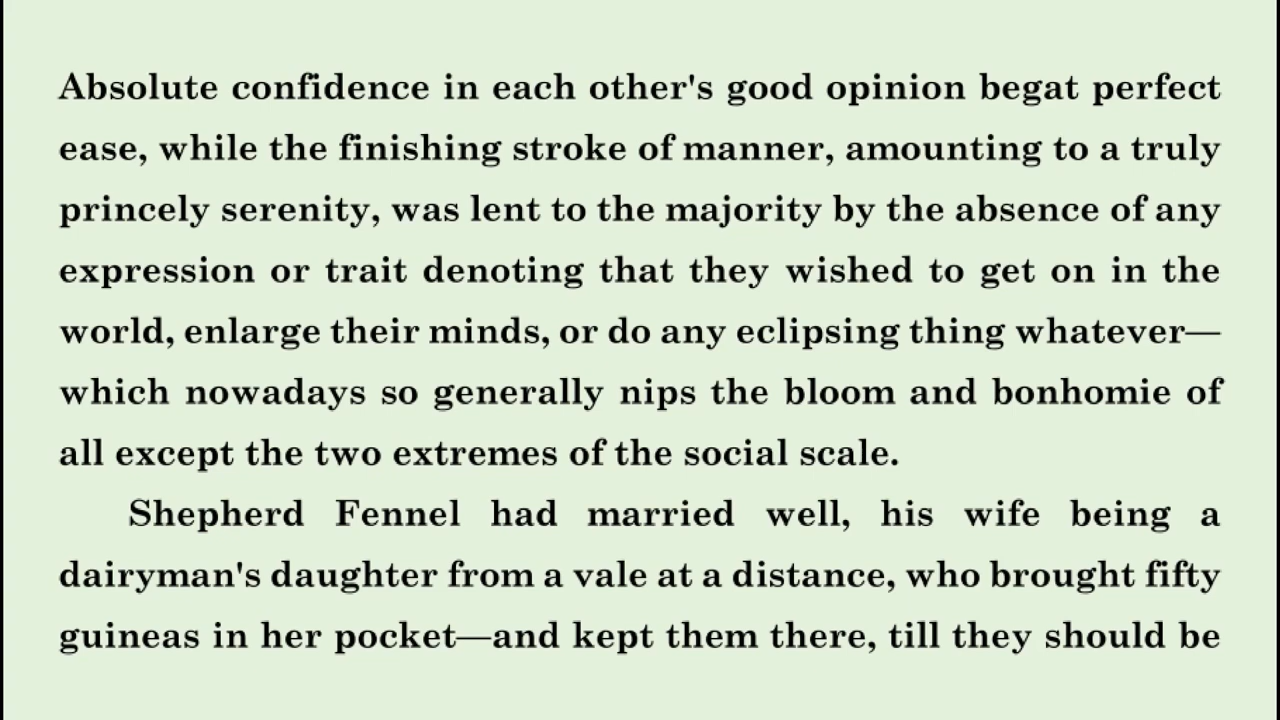 Absolute confidence in each other's good opinion begat perfect
ease, while the finishing stroke of manner, amounting to a truly
princely serenity, was lent to the majority by the absence of any
expression or trait denoting that they wished to get on in the
world, enlarge their minds, or do any eclipsing thing whatever—
which nowadays so generally nips the bloom and bonhomie of
all except the two extremes of the social scale.
Shepherd Fennel had married well, his wife being a
dairyman's daughter from a vale at a distance, who brought fifty
guineas in her pocket—and kept them there, till they should be